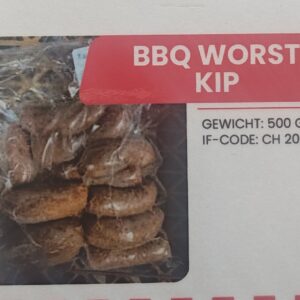 BBQ WORST
KIP
GEWICHT: 500 G
IF-CODE: CH 20